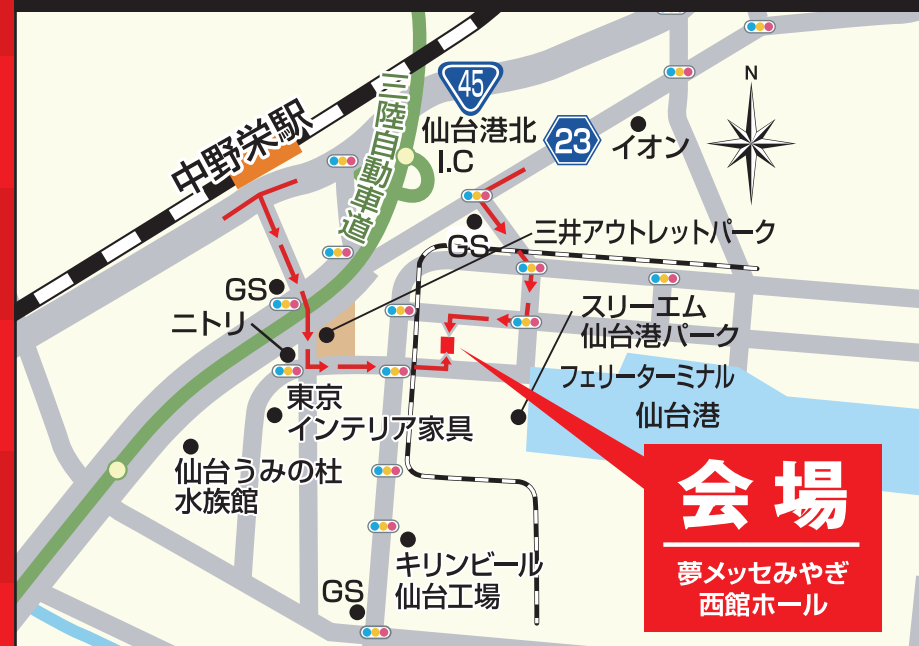 N
45
中野栄駅
三陸自動車道
仙台港北
I.C
23
イオン
GS
三井アウトレットパーク
GS
ニトリ
スリーエム
仙台港パーク
フェリーターミナル
仙台港
東京
インテリア家具
仙台うみの杜
水族館
会場
夢メッセみやぎ
西館ホール
キリンビール
仙台工場
GS